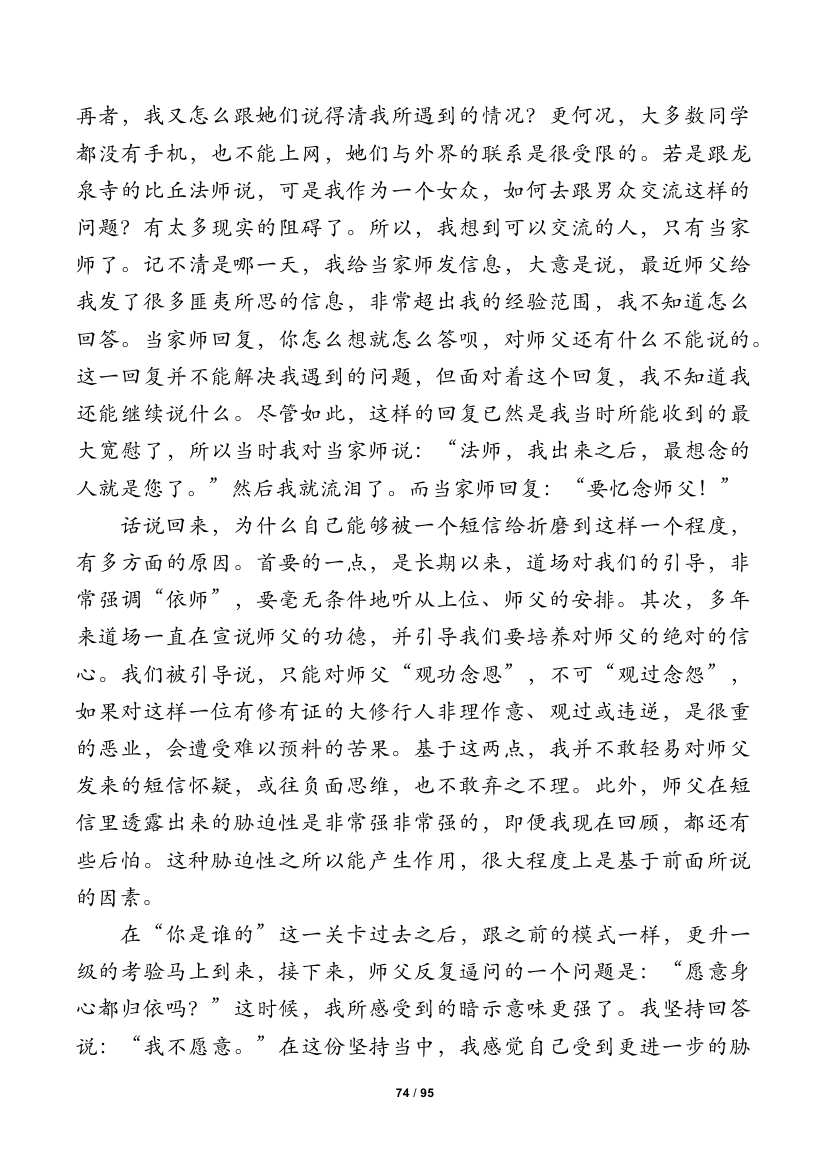 再者，我又怎么跟她们说得清我所遇到的情况？更何况，大多数同学
都没有手机，也不能上网，她们与外界的联系是很受限的。若是跟龙
泉寺的比丘法师说，可是我作为一个女众，如何去跟男众交流这样的
问题？有太多现实的阻碍了。所以，我想到可以交流的人，只有当家
师了。记不清是哪一天，我给当家师发信息，大意是说，最近师父给
我发了很多匪夷所思的信息，非常超出我的经验范围，我不知道怎么
回答。当家师回复，你怎么想就怎么答呗，对师父还有什么不能说的。
这一回复并不能解决我遇到的问题，但面对着这个回复，我不知道我
还能继续说什么。尽管如此，这样的回复已然是我当时所能收到的最
大宽慰了，所以当时我对当家师说：“法师，我出来之后，最想念的
人就是您了。”然后我就流泪了。而当家师回复：“要忆念师父！”
话说回来，为什么自己能够被一个短信给折磨到这样一个程度，
有多方面的原因。首要的一点，是长期以来，道场对我们的引导，非
常强调“依师”，要毫无条件地听从上位、师父的安排。其次，多年
来道场一直在宣说师父的功德，并引导我们要培养对师父的绝对的信
心。我们被引导说，只能对师父“观功念恩”，不可“观过念怨”，
如果对这样一位有修有证的大修行人非理作意、观过或违逆，是很重
的恶业，会遭受难以预料的苦果。基于这两点，我并不敢轻易对师父
发来的短信怀疑，或往负面思维，也不敢弃之不理。此外，师父在短
信里透露出来的胁迫性是非常强非常强的，即便我现在回顾，都还有
些后怕。这种胁迫性之所以能产生作用，很大程度上是基于前面所说
的因素。
在“你是谁的”这一关卡过去之后，跟之前的模式一样，更升一
级的考验马上到来，接下来，师父反复逼问的一个问题是：“愿意身
心都归依吗？”这时候，我所感受到的暗示意味更强了。我坚持回答
说：“我不愿意。”在这份坚持当中，我感觉自己受到更进一步的胁
74 / 95